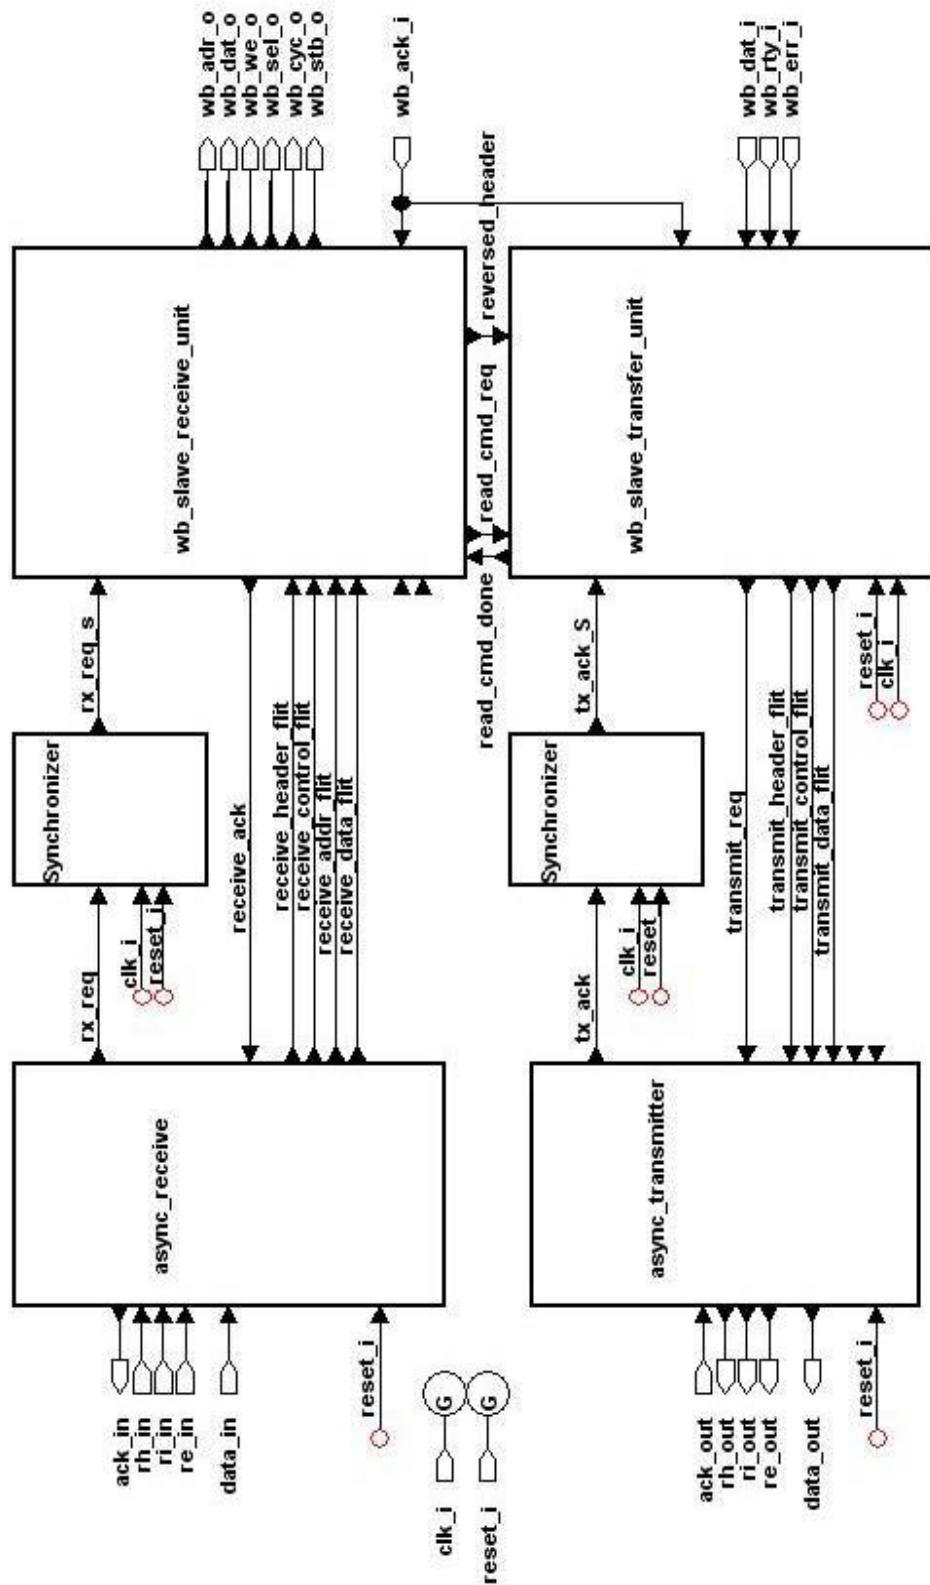 ack_in
rh_in
ri_in
re_in
data_in
reset_i
async_receive
rx_req
clk_i
reset_i
Synchronizer
rx_req_s
receive_ack
receive_header_flit
receive_control_flit
receive_addr_flit
receive_data_flit
wb_slave_receive_unit
wb_adr_o
wb_dat_o
wb_we_o
wb_sel_o
wb_cyc_o
wb_stb_o
wb_ack_i
clk_i
G
reset_i
G
read_cmd_done
read_cmd_req
reversed_header
ack_out
rh_out
ri_out
re_out
data_out
reset_i
async_transmitter
tx_ack
clk_i
reset_i
Synchronizer
tx_ack_S
transmit_req
transmit_header_flit
transmit_control_flit
transmit_data_flit
reset_i
clk_i
wb_slave_transfer_unit
wb_dat_i
wb_rty_i
wb_err_i